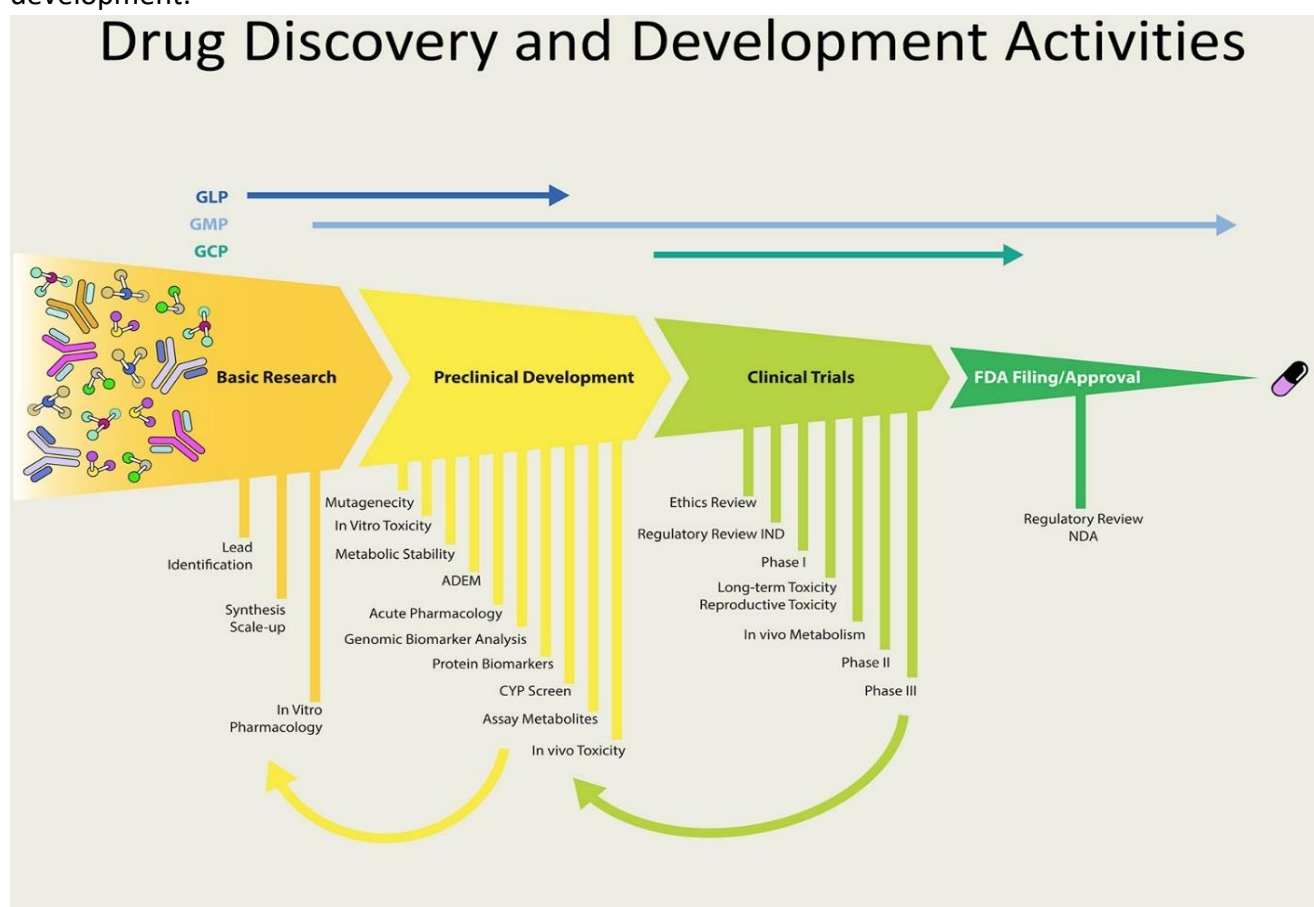 development.
Drug Discovery and Development Activities
GLP
GMP
GCP
Basic Research
Preclinical Development
Clinical Trials
FDA Filing/Approval
Lead
Identification
Synthesis
Scale-up
In Vitro
Pharmacology
Mutagenecity
In Vitro Toxicity
Metabolic Stability
ADEM
Acute Pharmacology
Genomic Biomarker Analysis
Protein Biomarkers
CYP Screen
Assay Metabolites
In vivo Toxicity
Ethics Review
Regulatory Review IND
Phase I
Long-term Toxicity
Reproductive Toxicity
In vivo Metabolism
Phase II
Phase III
Regulatory Review
NDA